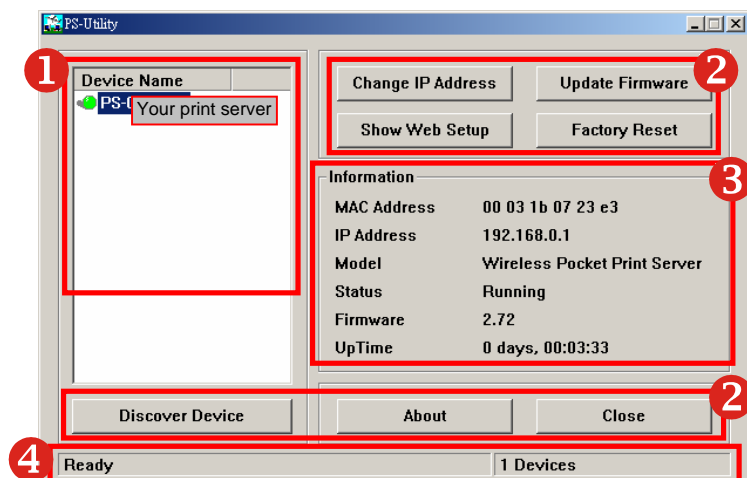 PS-Utility
1
Device Name
Your print server
2
Change IP Address
Update Firmware
Show Web Setup
Factory Reset
3
Information
MAC Address 00 03 1b 07 23 e3
IP Address 192.168.0.1
Model Wireless Pocket Print Server
Status Running
Firmware 2.72
UpTime 0 days, 00:03:33
Discover Device
About
Close
2
4
Ready
1 Devices